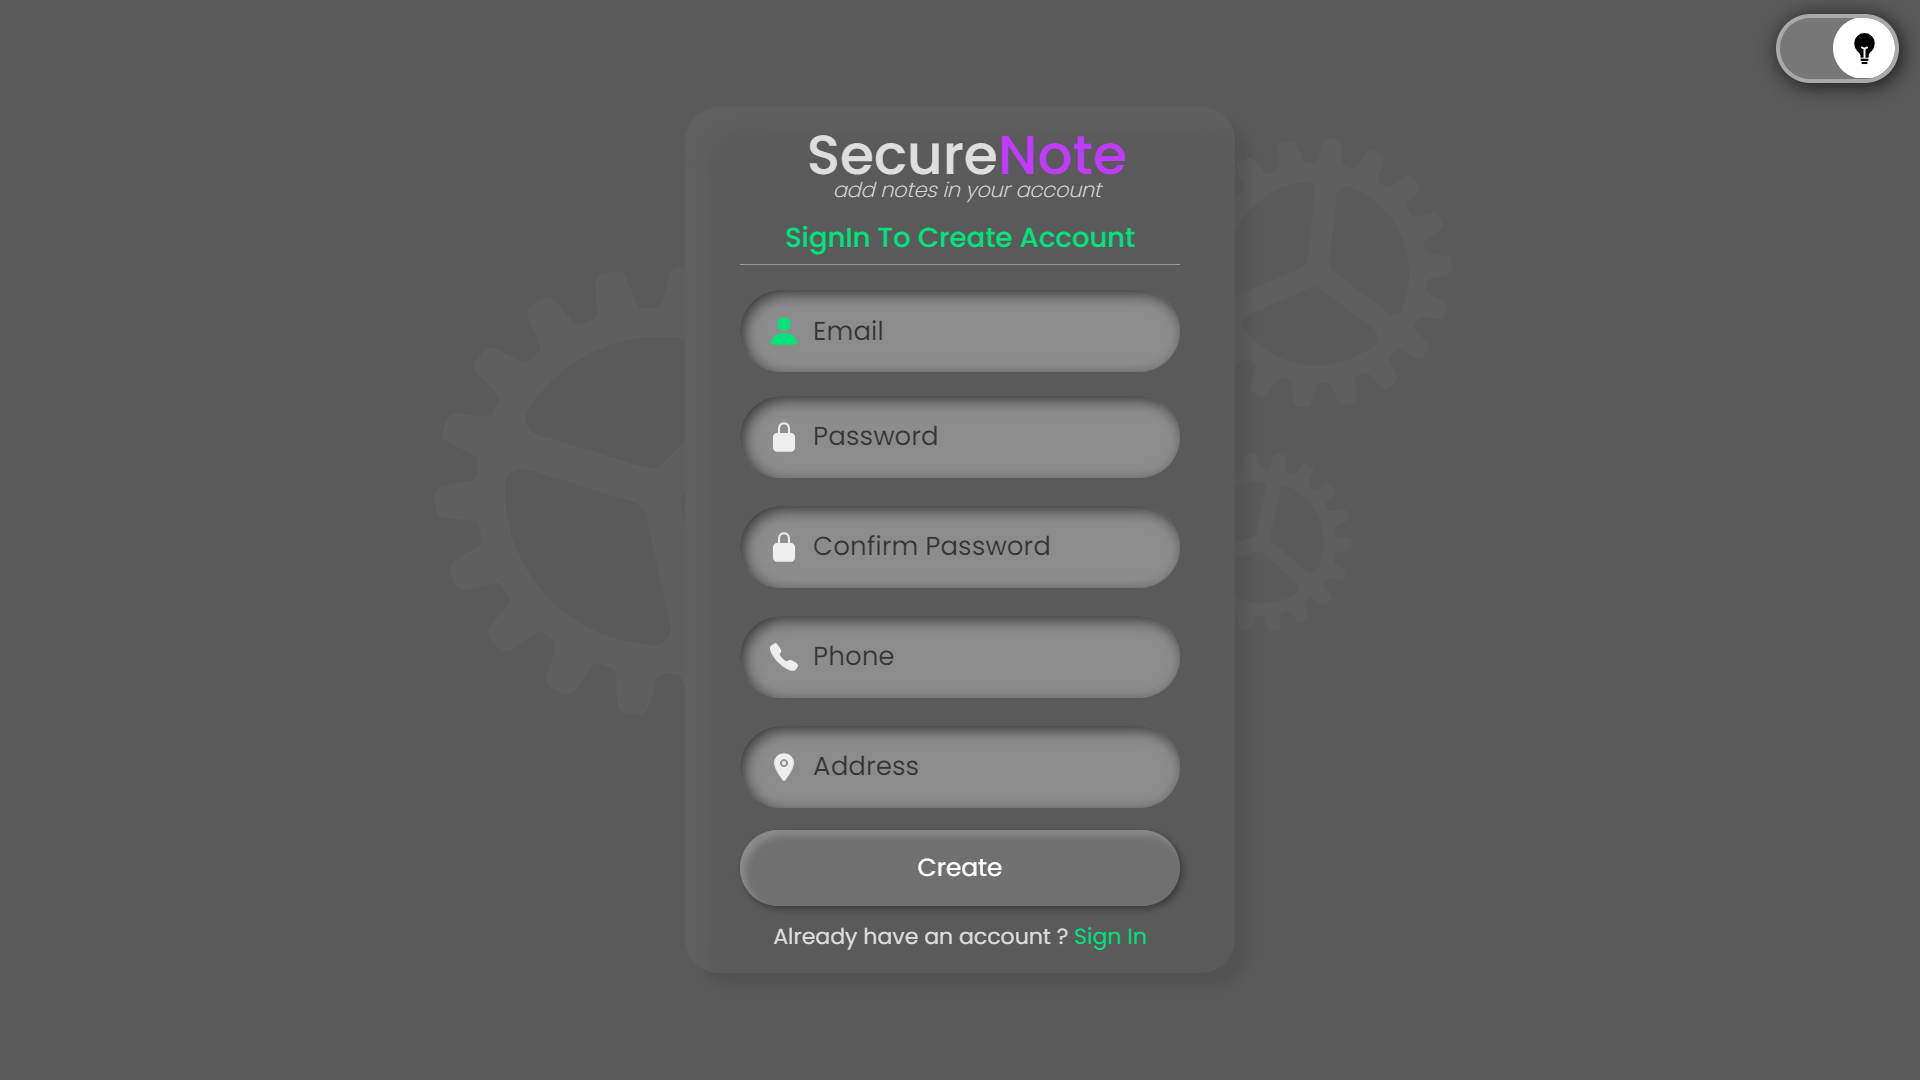 SecureNote
add notes in your account
SignIn To Create Account
Email
Password
Confirm Password
Phone
Address
Create
Already have an account ? Sign In